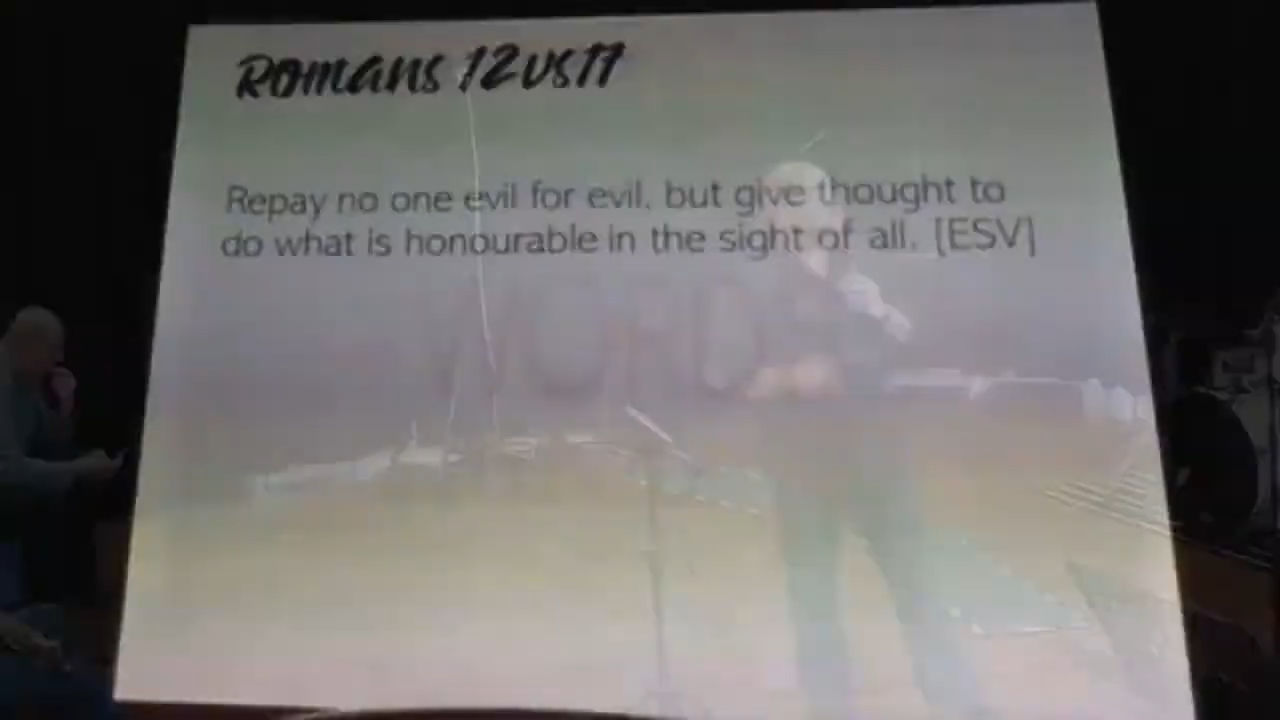 Romans 12vs17
Repay no one evil for evil, but give thought to
do what is honourable in the sight of all. [ESV]